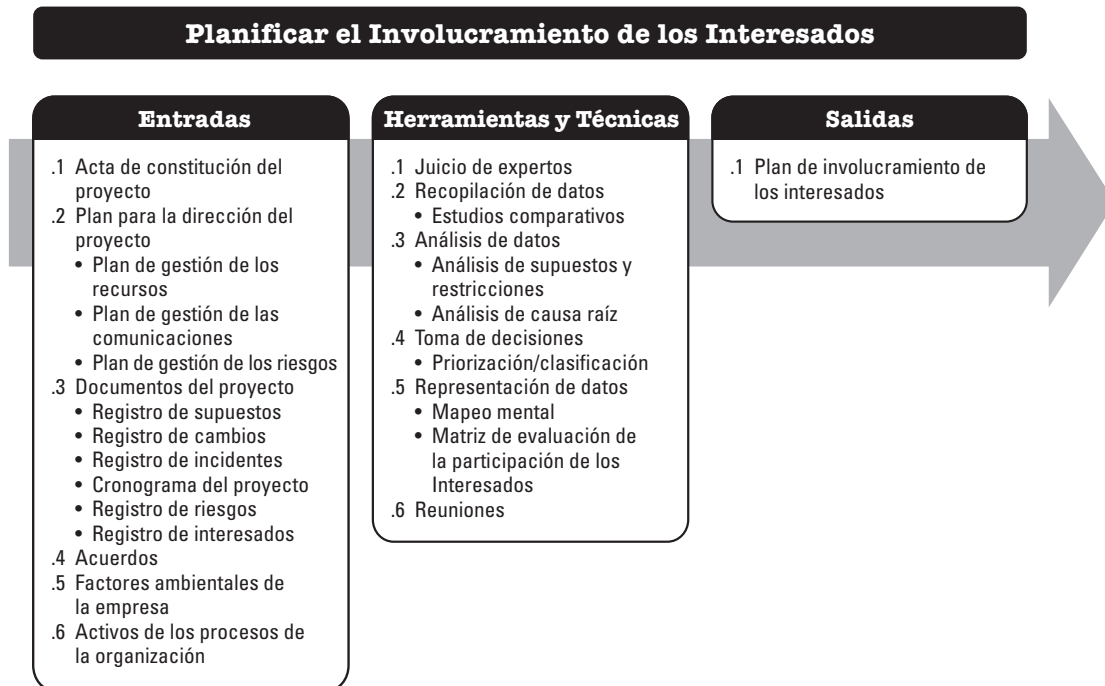 Planificar el Involucramiento de los Interesados
Entradas
.1 Acta de constitución del
proyecto
.2 Plan para la dirección del
proyecto
• Plan de gestión de los
recursos
• Plan de gestión de las
comunicaciones
• Plan de gestión de los riesgos
.3 Documentos del proyecto
• Registro de supuestos
• Registro de cambios
• Registro de incidentes
• Cronograma del proyecto
• Registro de riesgos
• Registro de interesados
.4 Acuerdos
.5 Factores ambientales de
la empresa
.6 Activos de los procesos de
la organización
Herramientas y Técnicas
.1 Juicio de expertos
.2 Recopilación de datos
• Estudios comparativos
.3 Análisis de datos
• Análisis de supuestos y
restricciones
• Análisis de causa raíz
.4 Toma de decisiones
• Priorización/clasificación
.5 Representación de datos
• Mapeo mental
• Matriz de evaluación de
la participación de los
Interesados
.6 Reuniones
Salidas
.1 Plan de involucramiento de
los interesados